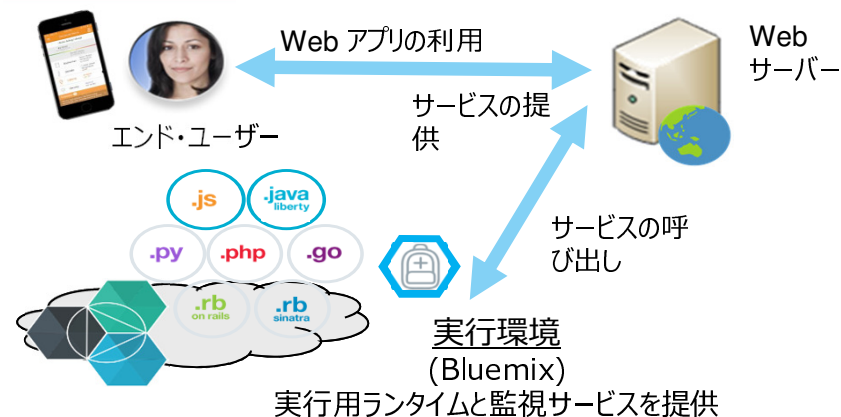 Web アプリの利用
Web
サーバー
エンド・ユーザー
サービスの提
供
.js
.java
liberty
.py
.php
.go
サービスの呼
び出し
.rb
on rails
.rb
sinatra
実行環境
(Bluemix)
実行用ランタイムと監視サービスを提供